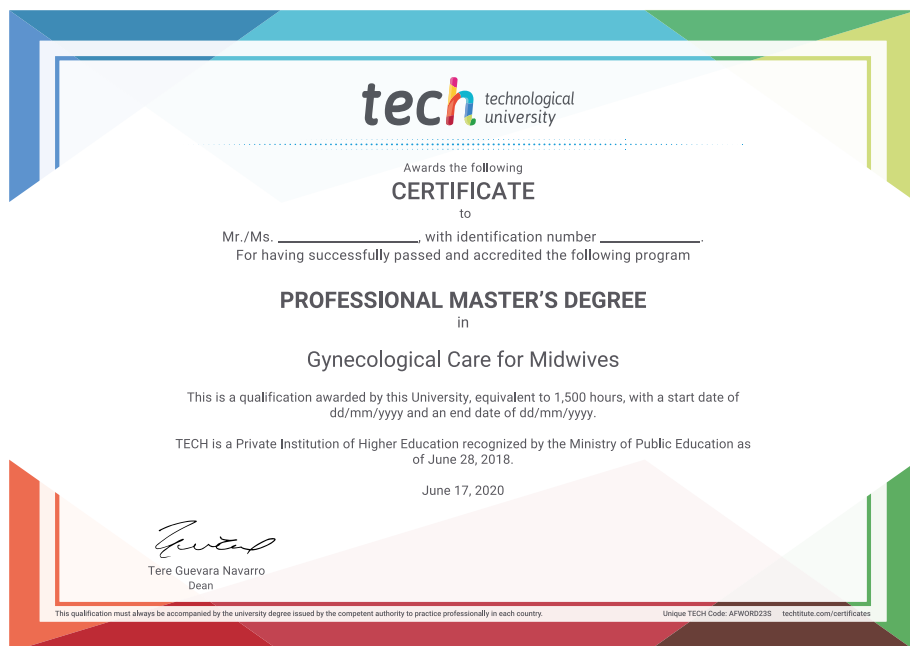 tech technological
university
Awards the following
CERTIFICATE
to
Mr./Ms. ____________________, with identification number ______________.
For having successfully passed and accredited the following program
PROFESSIONAL MASTER'S DEGREE
in
Gynecological Care for Midwives
This is a qualification awarded by this University, equivalent to 1,500 hours, with a start date of
dd/mm/yyyy and an end date of dd/mm/yyyy.
TECH is a Private Institution of Higher Education recognized by the Ministry of Public Education as
of June 28, 2018.
June 17, 2020
Tere Guevara Navarro
Dean
This qualification must always be accompanied by the university degree issued by the competent authority to practice professionally in each country.
Unique TECH Code: AFWORD23S techtitute.com/certificates